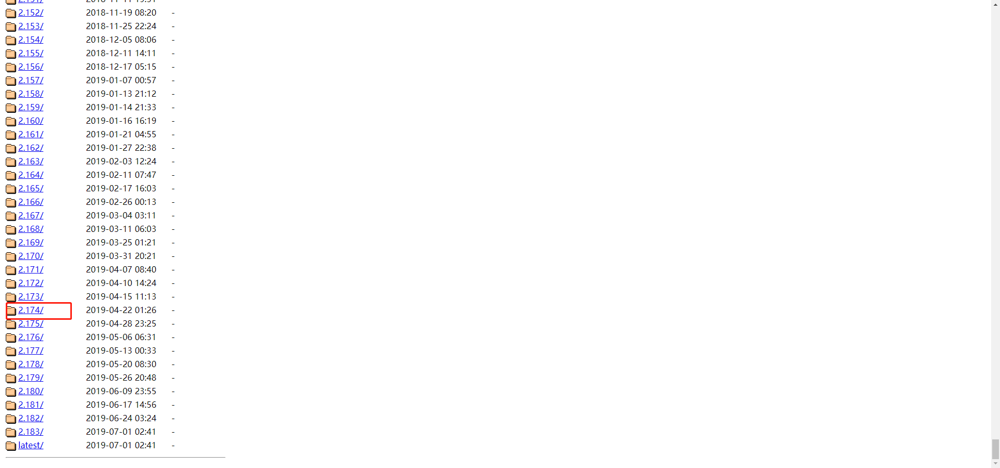 2.151/ 2018-11-11 19:31 -
2.152/ 2018-11-19 08:20 -
2.153/ 2018-11-25 22:24 -
2.154/ 2018-12-05 08:06 -
2.155/ 2018-12-11 14:11 -
2.156/ 2018-12-17 05:15 -
2.157/ 2019-01-07 00:57 -
2.158/ 2019-01-13 21:12 -
2.159/ 2019-01-14 21:33 -
2.160/ 2019-01-16 16:19 -
2.161/ 2019-01-21 04:55 -
2.162/ 2019-01-27 22:38 -
2.163/ 2019-02-03 12:24 -
2.164/ 2019-02-11 07:47 -
2.165/ 2019-02-17 16:03 -
2.166/ 2019-02-26 00:13 -
2.167/ 2019-03-04 03:11 -
2.168/ 2019-03-11 06:03 -
2.169/ 2019-03-25 01:21 -
2.170/ 2019-03-31 20:21 -
2.171/ 2019-04-07 08:40 -
2.172/ 2019-04-10 14:24 -
2.173/ 2019-04-15 11:13 -
2.174/ 2019-04-22 01:26 -
2.175/ 2019-04-28 23:25 -
2.176/ 2019-05-06 06:31 -
2.177/ 2019-05-13 00:33 -
2.178/ 2019-05-20 08:30 -
2.179/ 2019-05-26 20:48 -
2.180/ 2019-06-09 23:55 -
2.181/ 2019-06-17 14:56 -
2.182/ 2019-06-24 03:24 -
2.183/ 2019-07-01 02:41 -
latest/ 2019-07-01 02:41 -